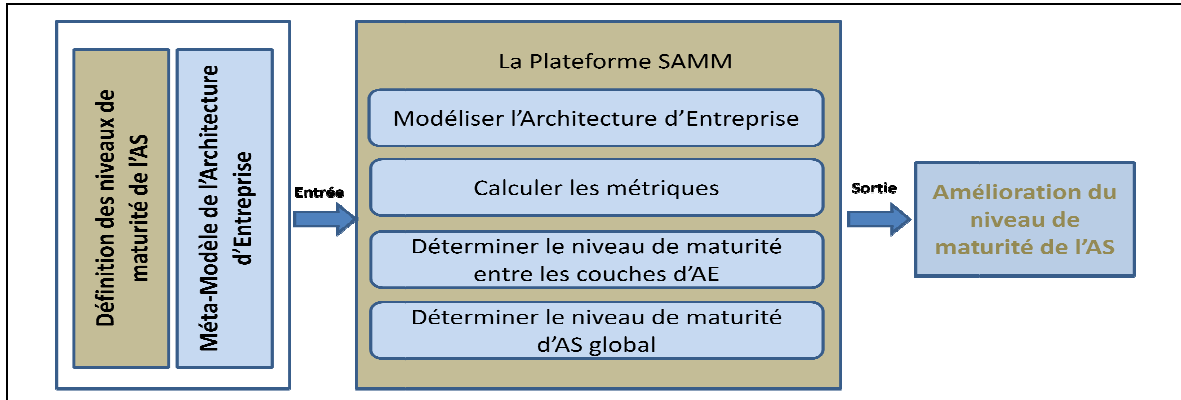 Définition des niveaux de
maturité de l'AS
Méta-Modèle de l'Architecture
d'Entreprise
Entrée
La Plateforme SAMM
Modéliser l'Architecture d'Entreprise
Calculer les métriques
Déterminer le niveau de maturité
entre les couches d'AE
Déterminer le niveau de maturité
d'AS global
Sortie
Amélioration du
niveau de
maturité de l'AS